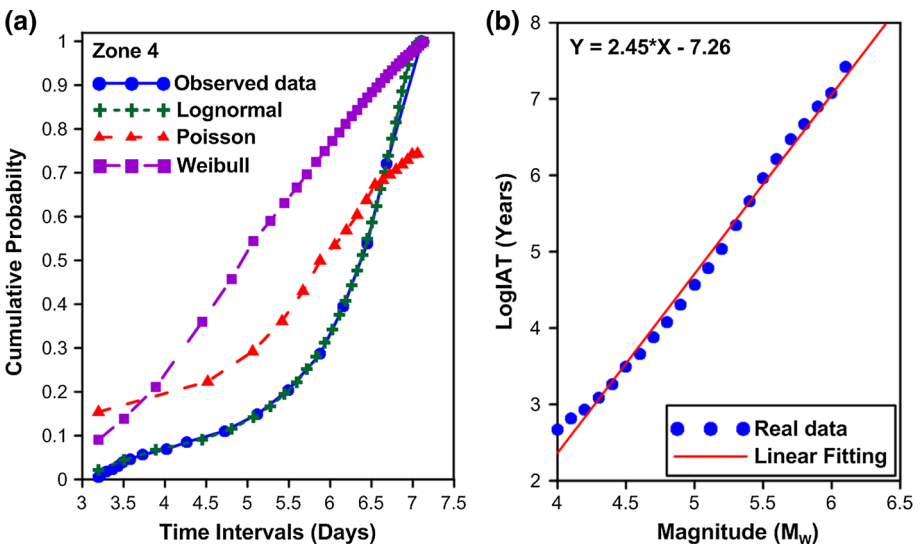 (a)
Zone 4
Observed data
Lognormal
Poisson
Weibull
1
0.9
0.8
0.7
0.6
0.5
0.4
0.3
0.2
0.1
0
3 3.5 4 4.5 5 5.5 6 6.5 7 7.5
Cumulative Probabilty
Time Intervals (Days)
(b)
Y = 2.45*X - 7.26
8
7
6
5
4
3
2
4 4.5 5 5.5 6 6.5
LogIAT (Years)
Real data
Linear Fitting
Magnitude (MW)